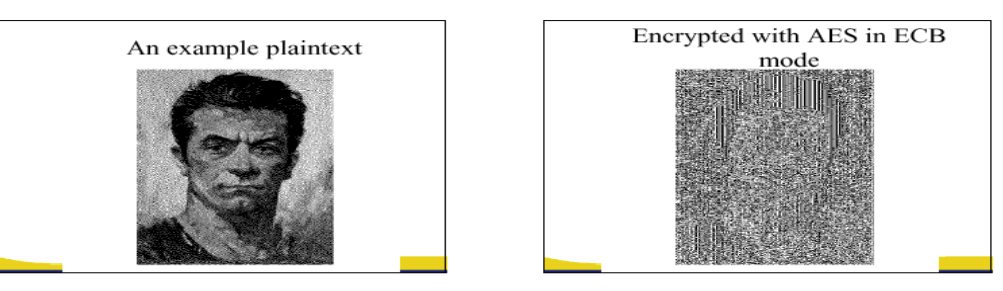 An example plaintext
Encrypted with AES in ECB
mode